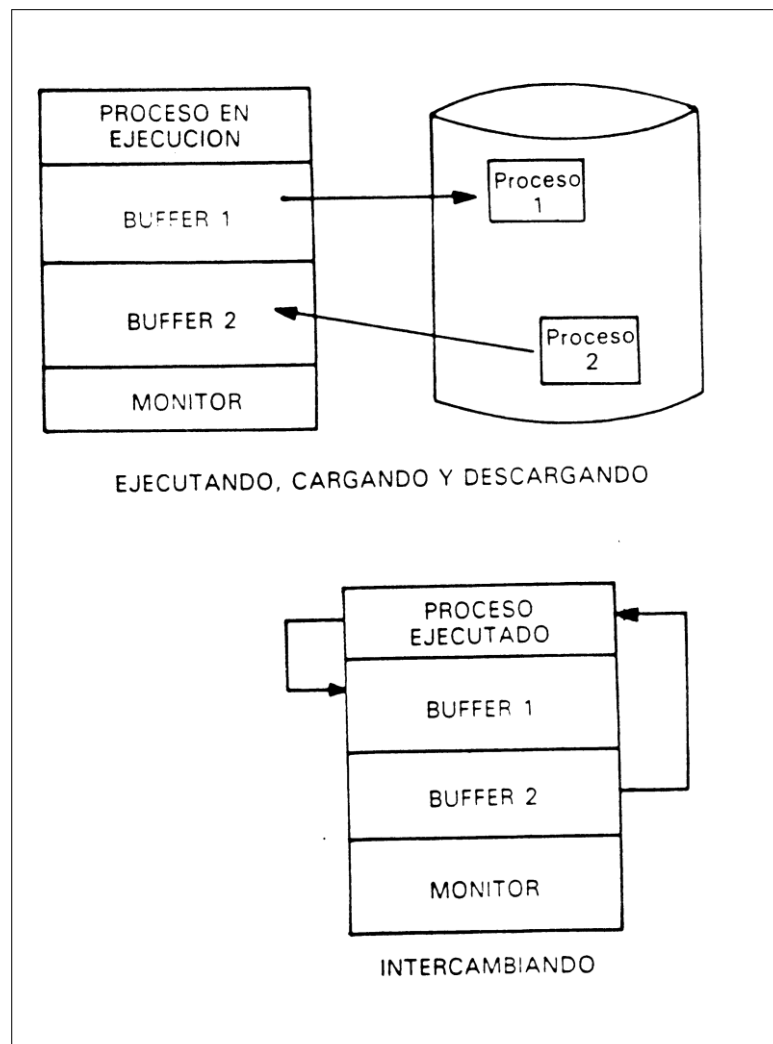 PROCESO EN
EJECUCION
BUFFER 1
BUFFER 2
MONITOR
Proceso
1
Proceso
2
EJECUTANDO, CARGANDO Y DESCARGANDO
PROCESO
EJECUTADO
BUFFER 1
BUFFER 2
MONITOR
INTERCAMBIANDO